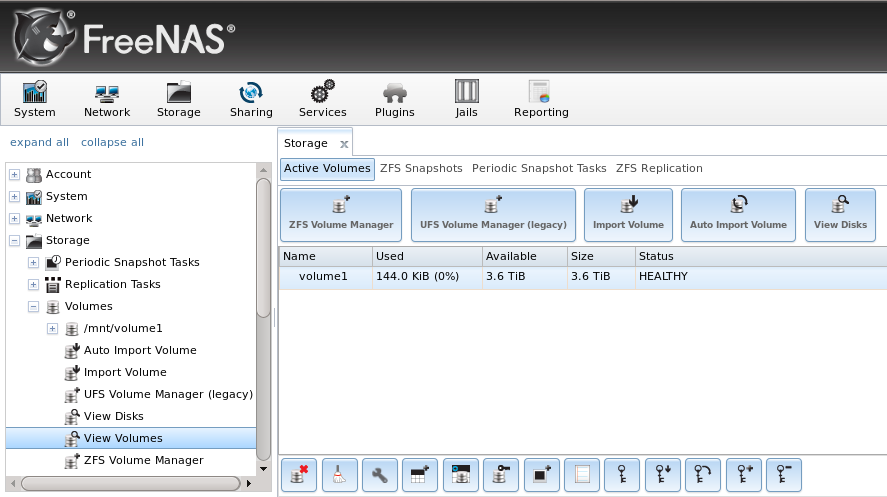 FreeNAS®
System Network Storage Sharing Services Plugins Jails Reporting
expand all collapse all
Account
System
Network
Storage
Periodic Snapshot Tasks
Replication Tasks
Volumes
/mnt/volume1
Auto Import Volume
Import Volume
UFS Volume Manager (legacy)
View Disks
View Volumes
ZFS Volume Manager
Storage x
Active Volumes ZFS Snapshots Periodic Snapshot Tasks ZFS Replication
ZFS Volume Manager UFS Volume Manager (legacy) Import Volume Auto Import Volume View Disks
Name Used Available Size Status
volume1 144.0 KiB (0%) 3.6 TiB 3.6 TiB HEALTHY